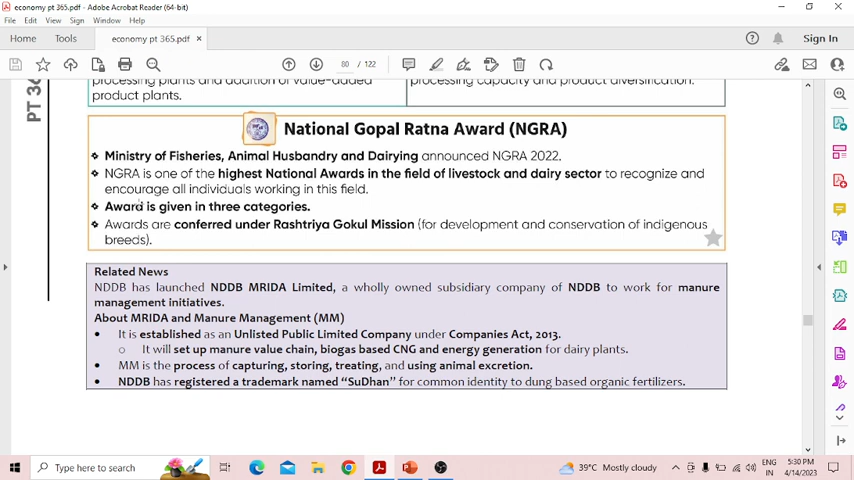 economy pt 365.pdf - Adobe Acrobat Reader (64-bit)
File Edit View Sign Window Help
Home Tools economy pt 365.pdf × Sign In
80 / 122
PT 36
processing plants and addition of value-added
product plants.
processing capacity and product diversification.
National Gopal Ratna Award (NGRA)
❖ Ministry of Fisheries, Animal Husbandry and Dairying announced NGRA 2022.
❖ NGRA is one of the highest National Awards in the field of livestock and dairy sector to recognize and
encourage all individuals working in this field.
❖ Award is given in three categories.
❖ Awards are conferred under Rashtriya Gokul Mission (for development and conservation of indigenous
breeds).
Related News
NDDB has launched NDDB MRIDA Limited, a wholly owned subsidiary company of NDDB to work for manure
management initiatives.
About MRIDA and Manure Management (MM)
• It is established as an Unlisted Public Limited Company under Companies Act, 2013.
o It will set up manure value chain, biogas based CNG and energy generation for dairy plants.
• MM is the process of capturing, storing, treating, and using animal excretion.
• NDDB has registered a trademark named “SuDhan” for common identity to dung based organic fertilizers.
Type here to search
39°C Mostly cloudy
ENG
IN
5:30 PM
4/14/2023